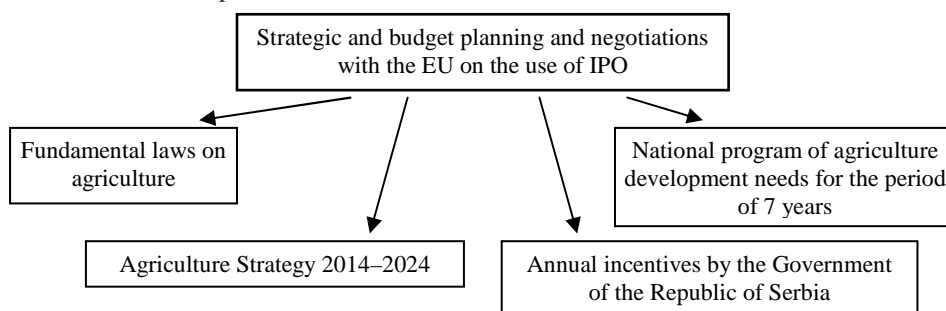 Strategic and budget planning and negotiations
with the EU on the use of IPO
Fundamental laws on
agriculture
National program of agriculture
development needs for the period
of 7 years
Agriculture Strategy 2014–2024
Annual incentives by the Government
of the Republic of Serbia